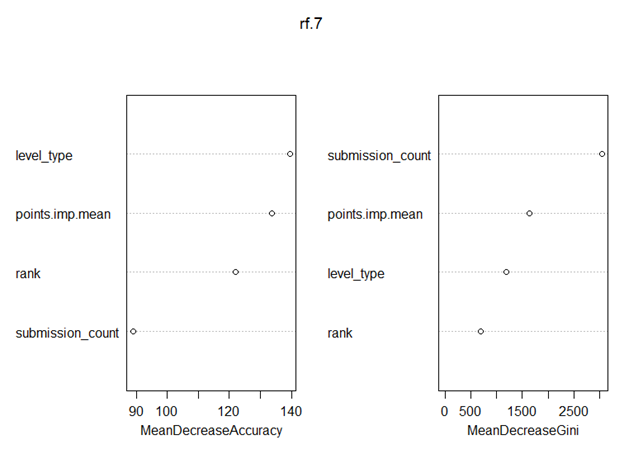 rf.7
level_type
points.imp.mean
rank
submission_count
90 100 120 140
MeanDecreaseAccuracy
submission_count
points.imp.mean
level_type
rank
0 500 1500 2500
MeanDecreaseGini